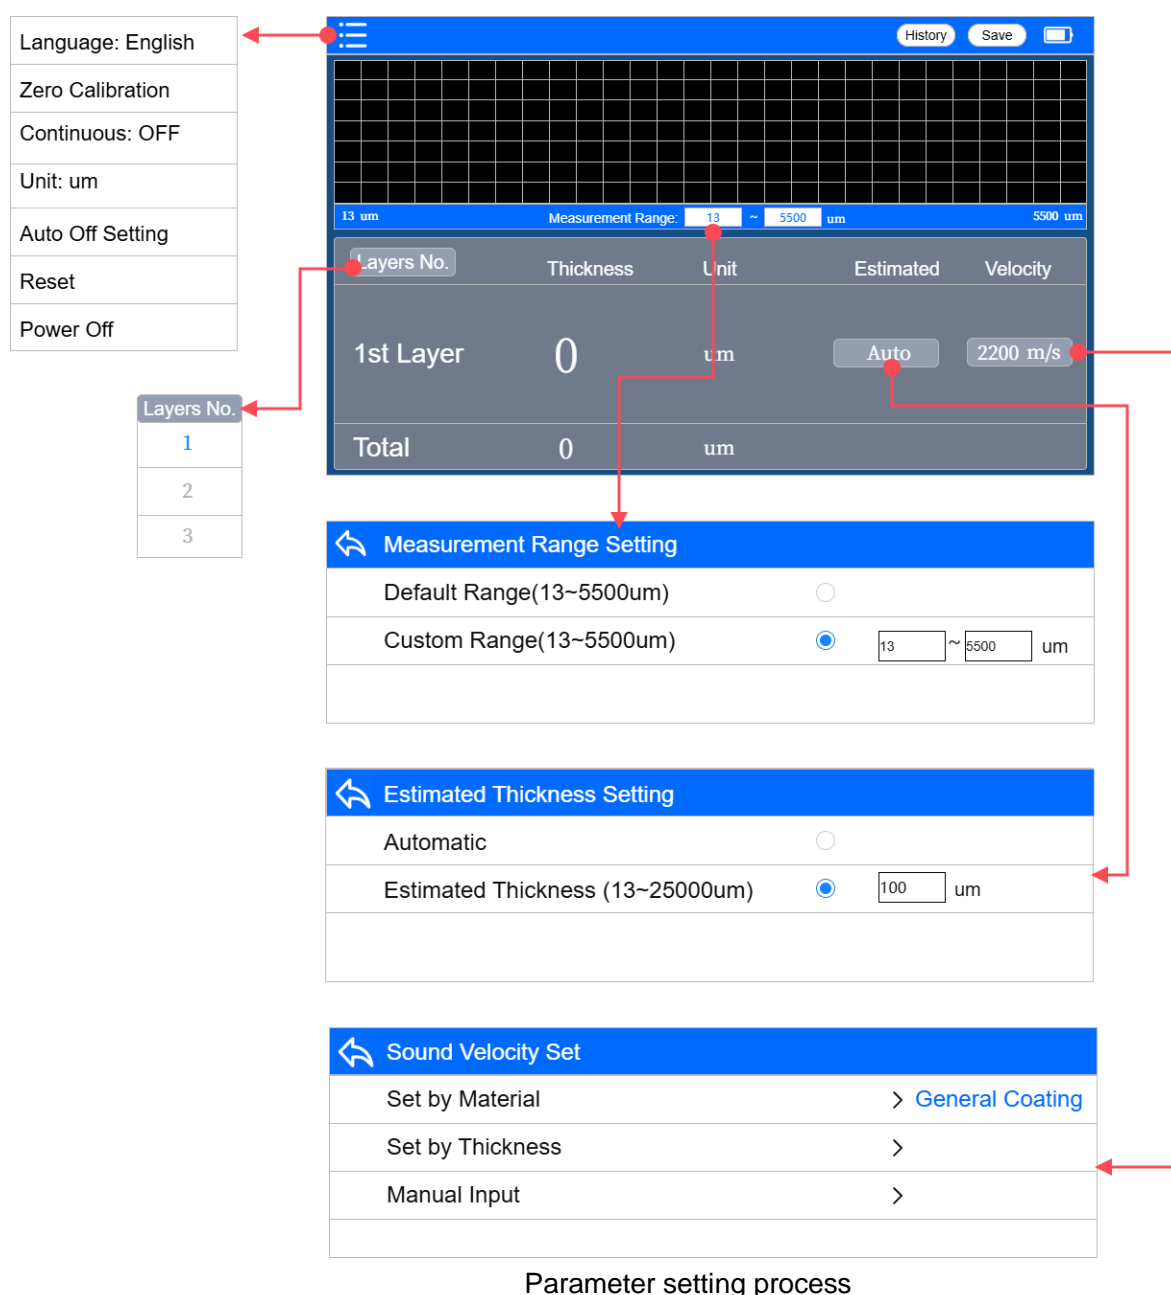 Language: English
Zero Calibration
Continuous: OFF
Unit: um
Auto Off Setting
Reset
Power Off
History Save
13 um Measurement Range: 13 ~ 5500 um 5500 um
Layers No. Thickness Unit Estimated Velocity
1st Layer 0 um Auto 2200 m/s
Total 0 um
Layers No.
1
2
3
Measurement Range Setting
Default Range(13~5500um)
Custom Range(13~5500um) 13 ~ 5500 um
Estimated Thickness Setting
Automatic
Estimated Thickness (13~25000um) 100 um
Sound Velocity Set
Set by Material > General Coating
Set by Thickness >
Manual Input >
Parameter setting process